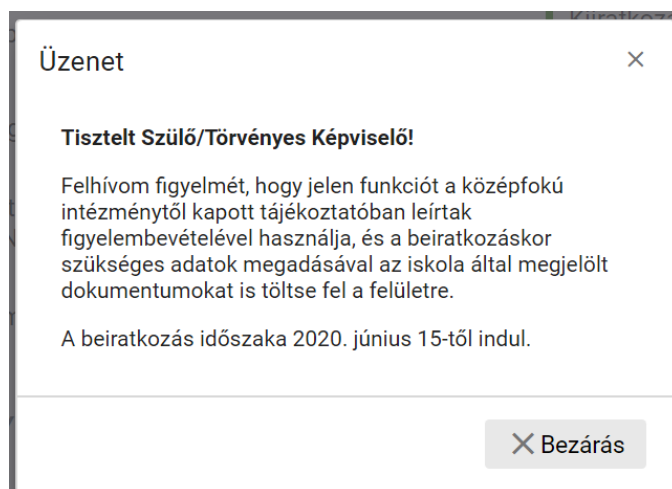 Üzenet
Tisztelt Szülő/Törvényes Képviselő!
Felhívom figyelmét, hogy jelen funkciót a középfokú
intézménytől kapott tájékoztatóban leírtak
figyelembevételével használja, és a beiratkozáskor
szükséges adatok megadásával az iskola által megjelölt
dokumentumokat is töltse fel a felületre.
A beiratkozás időszaka 2020. június 15-től indul.
Bezárás